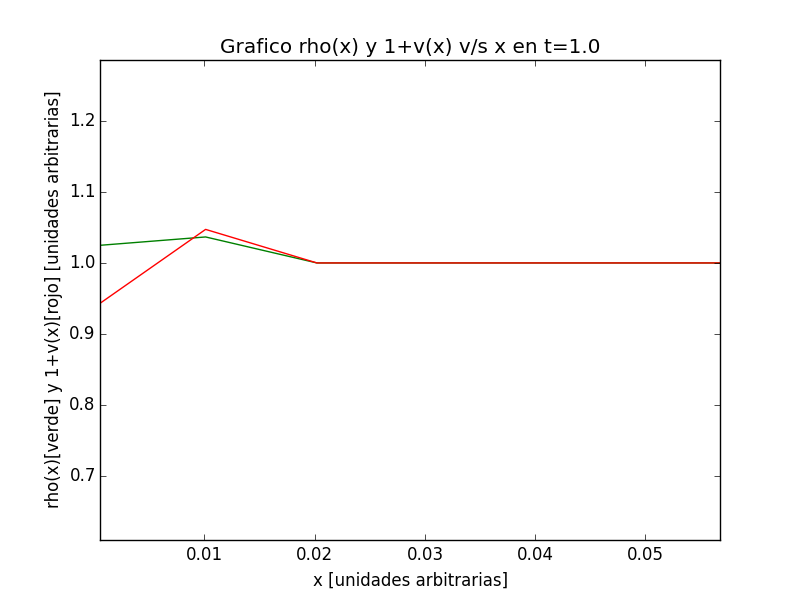 Grafico rho(x) y 1+v(x) v/s x en t=1.0
rho(x)[verde] y 1+v(x)[rojo] [unidades arbitrarias]
1.2
1.1
1.0
0.9
0.8
0.7
0.01 0.02 0.03 0.04 0.05
x [unidades arbitrarias]